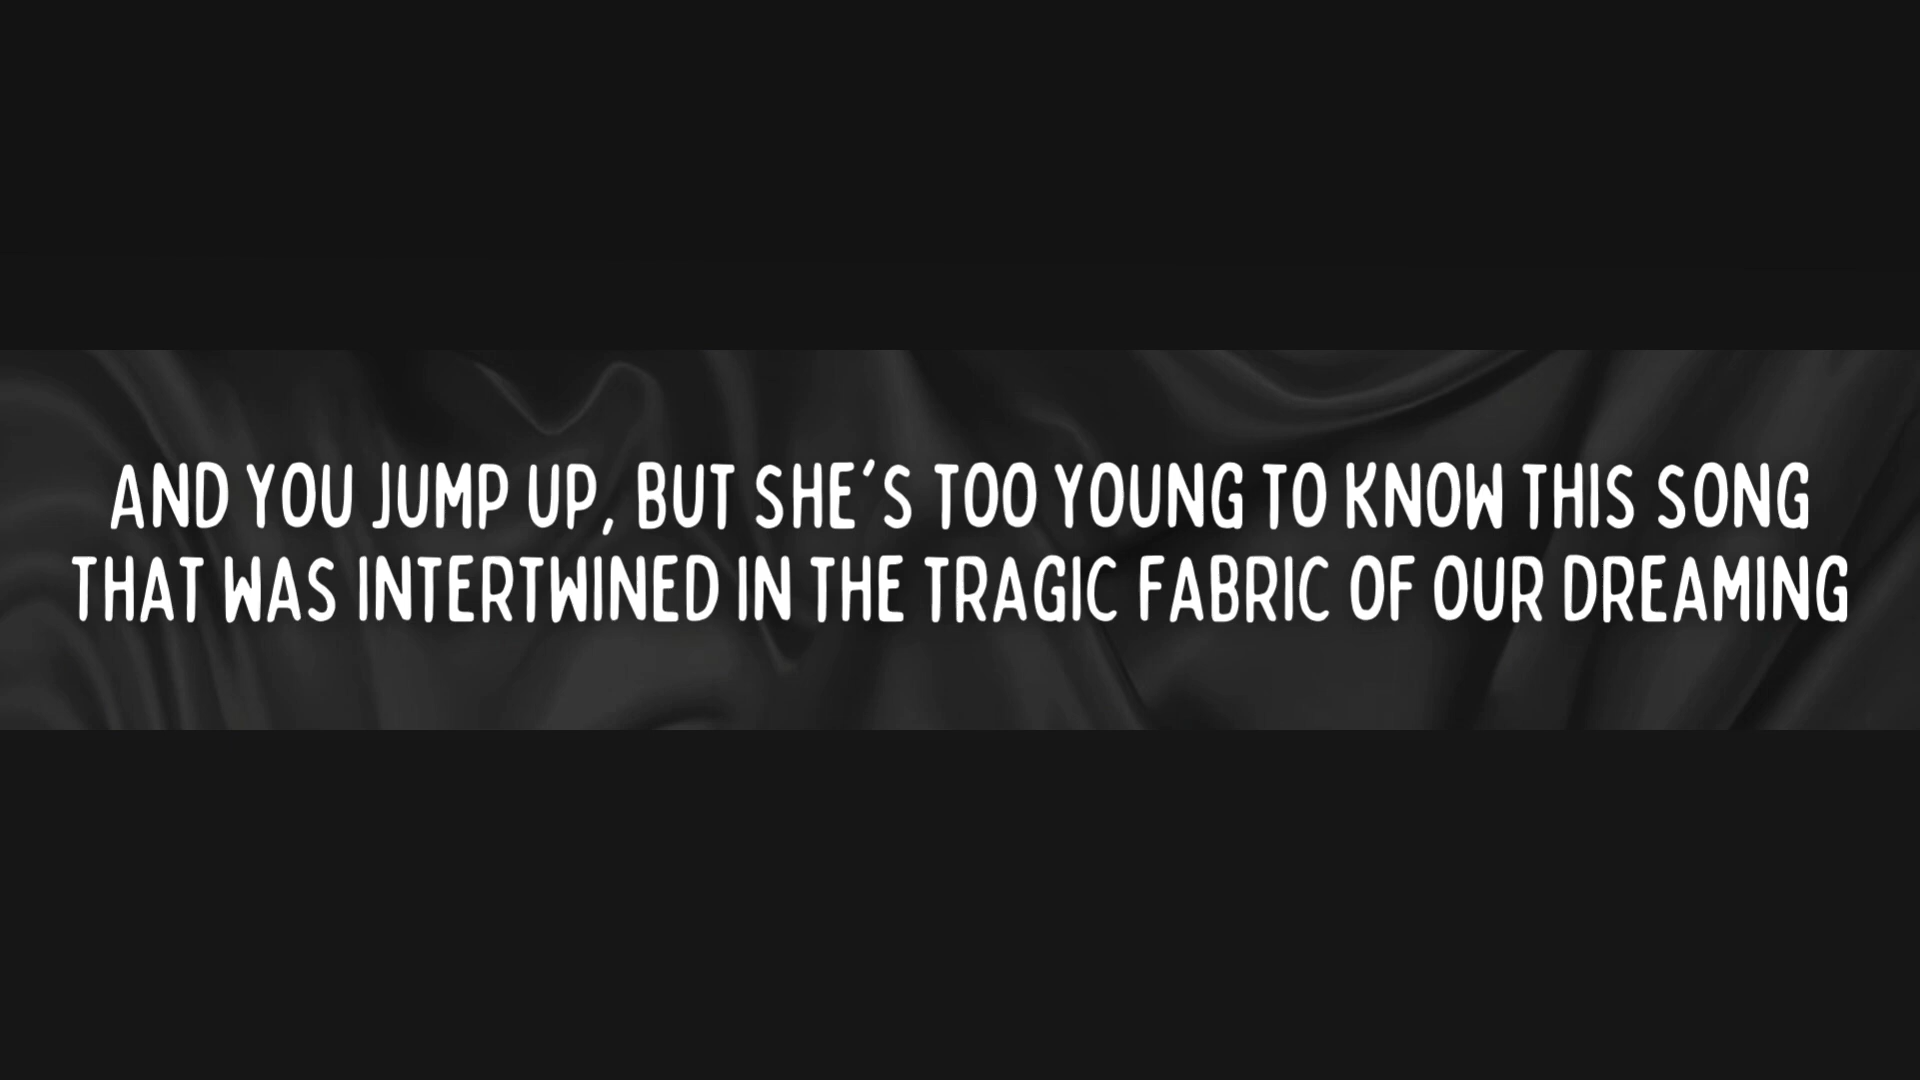 AND YOU JUMP UP, BUT SHE'S TOO YOUNG TO KNOW THIS SONG
THAT WAS INTERTWINED IN THE TRAGIC FABRIC OF OUR DREAMING